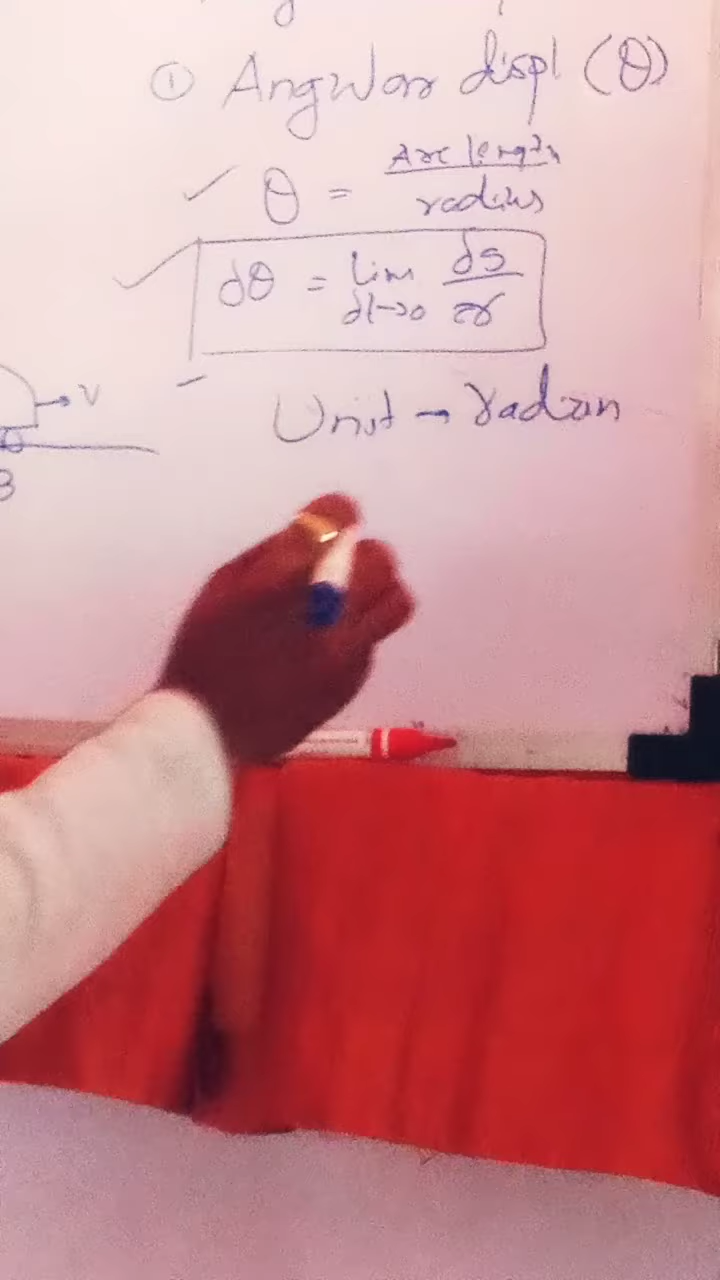 ① Angular displ (θ)
θ = Arc length / radius
dθ = lim dt→0 ds / r
→ V
B
Unit → radian